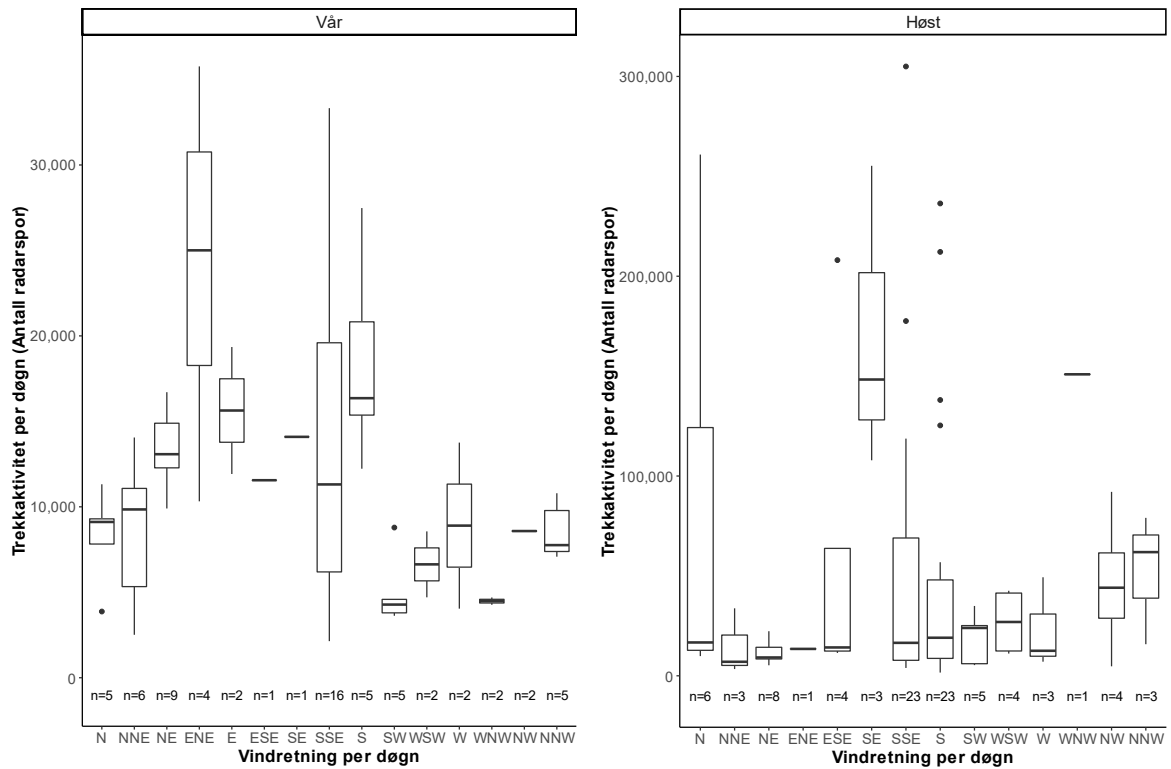 Vår
Trekkaktivitet per døgn (Antall radarspor)
30,000
20,000
10,000
0
n=5 n=6 n=9 n=4 n=2 n=1 n=1 n=16 n=5 n=5 n=2 n=2 n=2 n=2 n=5
N NNE NE ENE E ESE SE SSE S SW WSW W WNW NW NNW
Vindretning per døgn
Høst
Trekkaktivitet per døgn (Antall radarspor)
300,000
200,000
100,000
0
n=6 n=3 n=8 n=1 n=4 n=3 n=23 n=23 n=5 n=4 n=3 n=1 n=4 n=3
N NNE NE ENE ESE SE SSE S SW WSW W WNW NW NNW
Vindretning per døgn